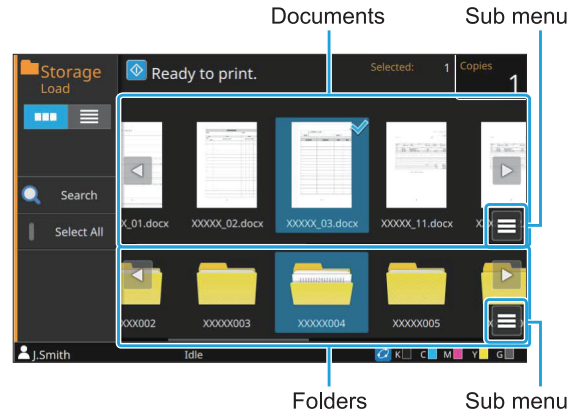 Documents Sub menu
Storage
Load
Ready to print.
Selected: 1
Copies
1
Search
Select All
X_01.docx XXXXX_02.docx XXXXX_03.docx XXXXX_11.docx
XXX002 XXXXX003 XXXXX004 XXXXX005
J.Smith Idle K C M Y G
Folders Sub menu